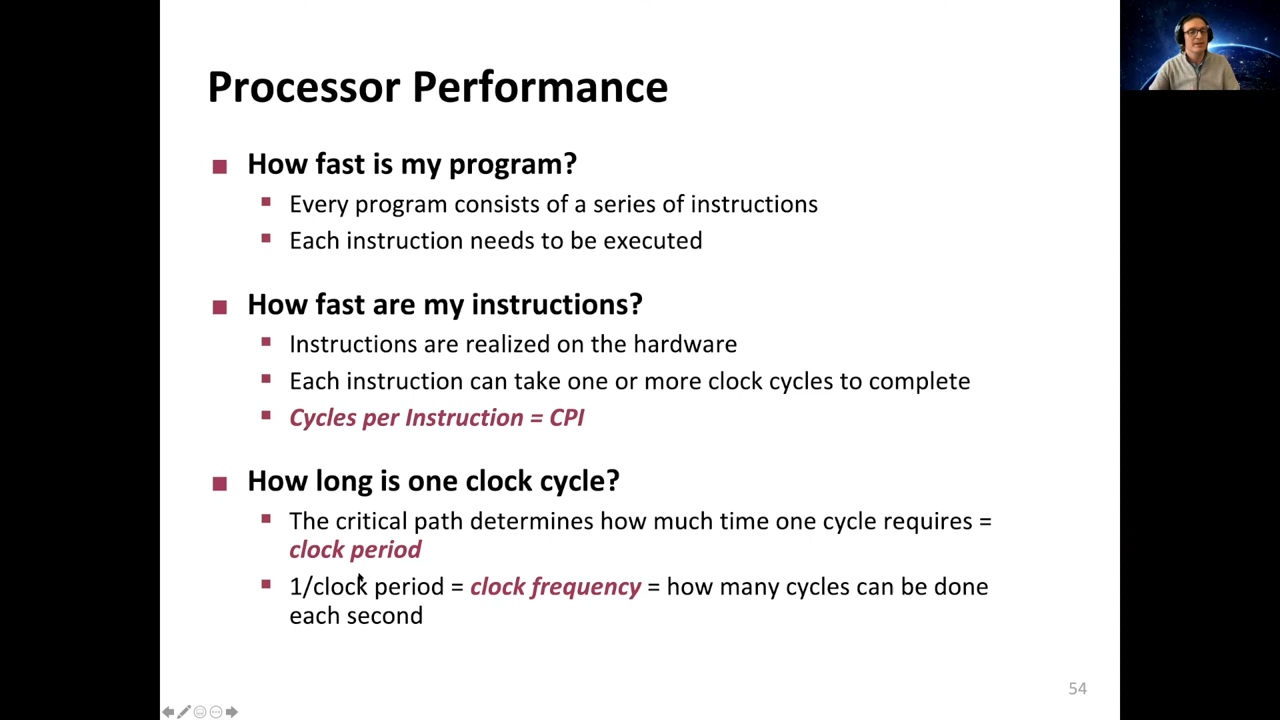 Processor Performance
How fast is my program?
Every program consists of a series of instructions
Each instruction needs to be executed
How fast are my instructions?
Instructions are realized on the hardware
Each instruction can take one or more clock cycles to complete
Cycles per Instruction = CPI
How long is one clock cycle?
The critical path determines how much time one cycle requires =
clock period
1/clock period = clock frequency = how many cycles can be done
each second
54